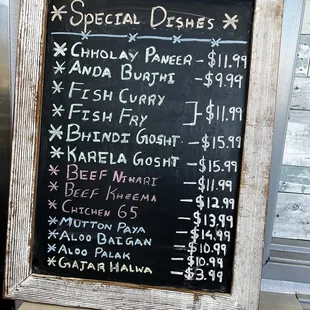 * Special Dishes *
* Chholay Paneer - $11.99
* Anda Burjhi - $9.99
* Fish Curry
* Fish Fry ] - $11.99
* Bhindi Gosht - $15.99
* Karela Gosht - $15.99
* Beef Nihari - $11.99
* Beef Kheema - $12.99
* Chicken 65 - $13.99
* Mutton Paya - $14.99
* Aloo Baigan - $10.99
* Aloo Palak - $10.99
* Gajar Halwa - $3.99